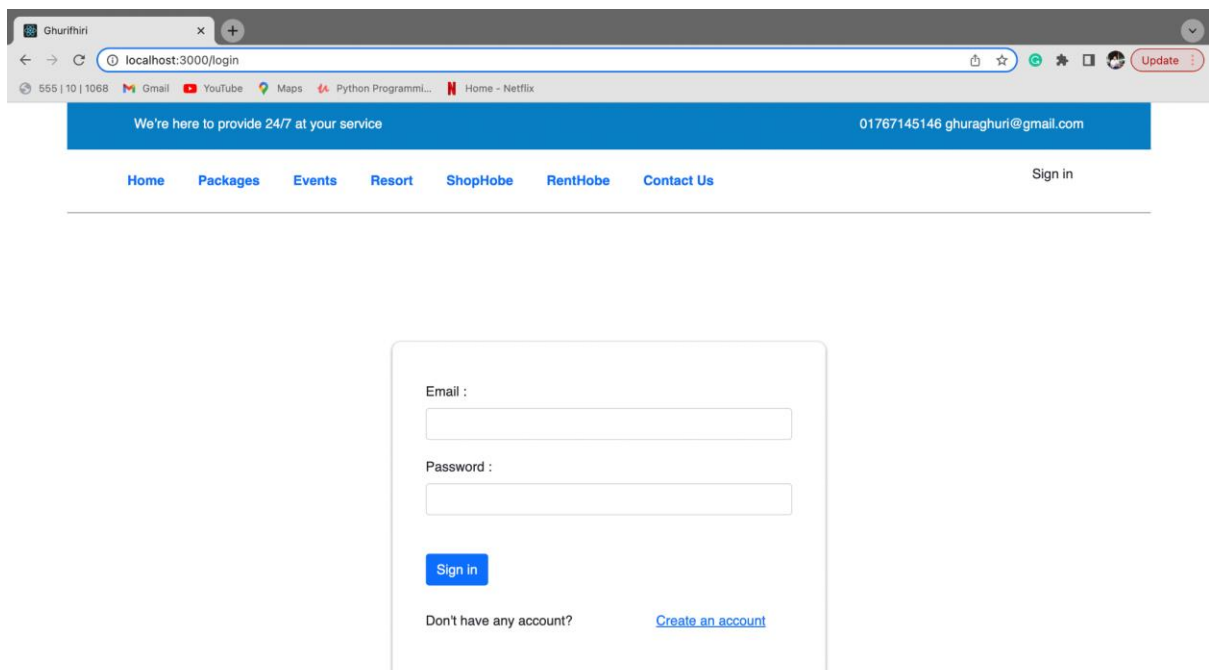 Ghurifhiri
localhost:3000/login
Update
555 | 10 | 1068 Gmail YouTube Maps Python Programmi... Home - Netflix
We're here to provide 24/7 at your service 01767145146 ghuraghuri@gmail.com
Home Packages Events Resort ShopHobe RentHobe Contact Us Sign in
Email :
Password :
Sign in
Don't have any account? Create an account